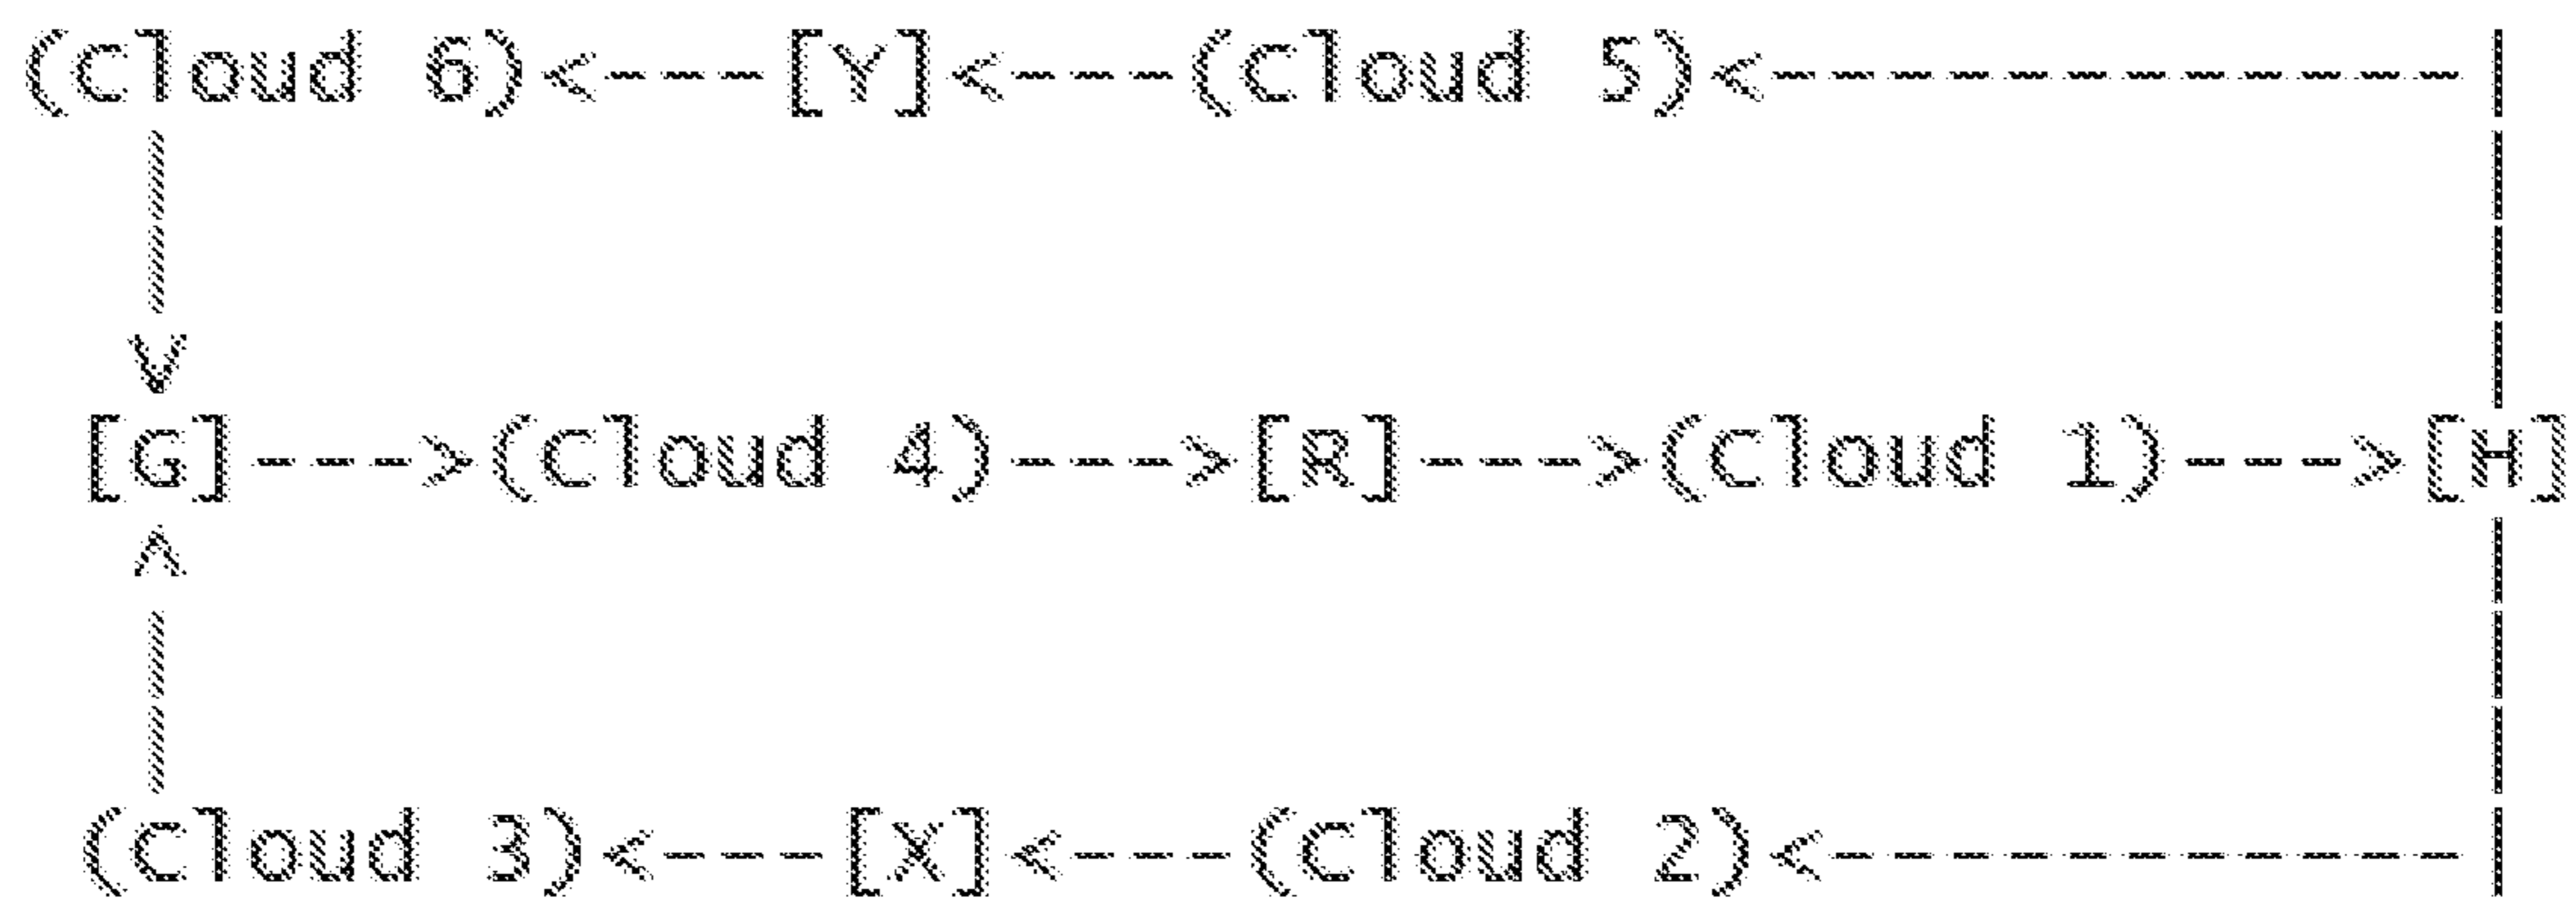 (Cloud 6)<---[Y]<---(Cloud 5)<------------|
  |                                       |
  |                                       |
  V                                       |
 [G]--->(Cloud 4)--->[R]--->(Cloud 1)--->[H]
  ^                                       |
  |                                       |
  |                                       |
 (Cloud 3)<---[X]<---(Cloud 2)<-----------|